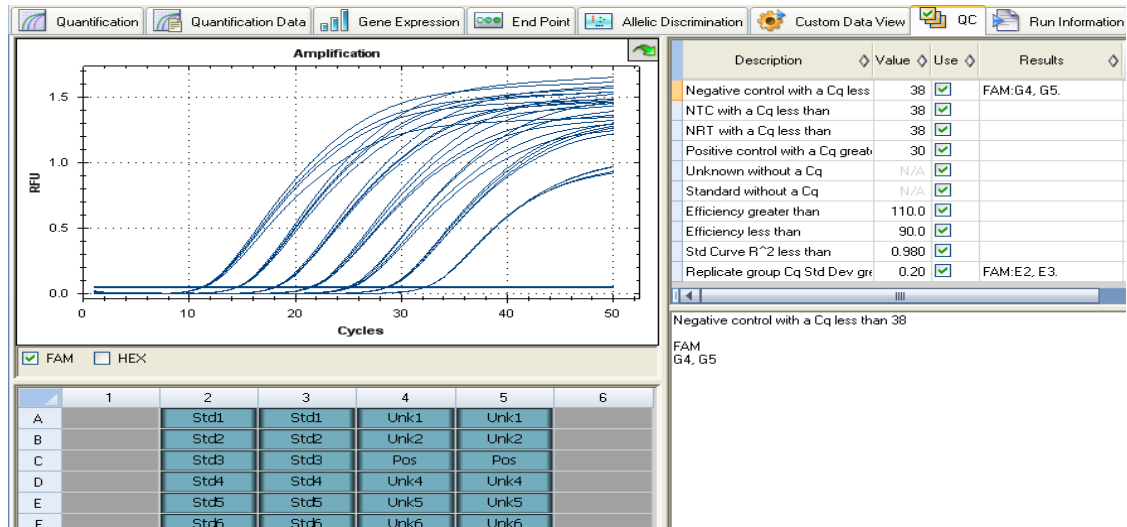 Quantification Quantification Data Gene Expression End Point Allelic Discrimination Custom Data View QC Run Information
Amplification
1.5
1.0
0.5
0.0
RFU
0 10 20 30 40 50
Cycles
FAM HEX
Description Value Use Results
Negative control with a Cq less 38 FAM:G4, G5.
NTC with a Cq less than 38
NRT with a Cq less than 38
Positive control with a Cq greate 30
Unknown without a Cq N/A
Standard without a Cq N/A
Efficiency greater than 110.0
Efficiency less than 90.0
Std Curve R^2 less than 0.980
Replicate group Cq Std Dev gre 0.20 FAM:E2, E3.
Negative control with a Cq less than 38
FAM
G4, G5
1 2 3 4 5 6
A Std1 Std1 Unk1 Unk1
B Std2 Std2 Unk2 Unk2
C Std3 Std3 Pos Pos
D Std4 Std4 Unk4 Unk4
E Std5 Std5 Unk5 Unk5
F Std6 Std6 Unk6 Unk6